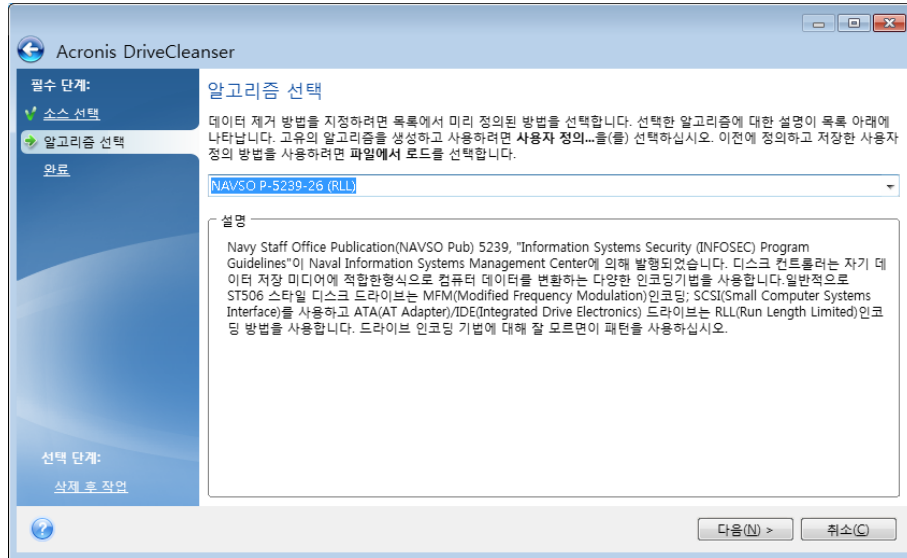 Acronis DriveCleanser
필수 단계:
소스 선택
알고리즘 선택
완료
선택 단계:
삭제 후 작업
알고리즘 선택
데이터 제거 방법을 지정하려면 목록에서 미리 정의된 방법을 선택합니다. 선택한 알고리즘에 대한 설명이 목록 아래에
나타납니다. 고유의 알고리즘을 생성하고 사용하려면 사용자 정의...을(를) 선택하십시오. 이전에 정의하고 저장한 사용자
정의 방법을 사용하려면 파일에서 로드를 선택합니다.
NAVSO P-5239-26 (RLL)
설명
Navy Staff Office Publication(NAVSO Pub) 5239, "Information Systems Security (INFOSEC) Program
Guidelines"이 Naval Information Systems Management Center에 의해 발행되었습니다. 디스크 컨트롤러는 자기 데
이터 저장 미디어에 적합한형식으로 컴퓨터 데이터를 변환하는 다양한 인코딩기법을 사용합니다.일반적으로
ST506 스타일 디스크 드라이브는 MFM(Modified Frequency Modulation)인코딩; SCSI(Small Computer Systems
Interface)를 사용하고 ATA(AT Adapter)/IDE(Integrated Drive Electronics) 드라이브는 RLL(Run Length Limited)인코
딩 방법을 사용합니다. 드라이브 인코딩 기법에 대해 잘 모르면이 패턴을 사용하십시오.
다음(N) >
취소(C)